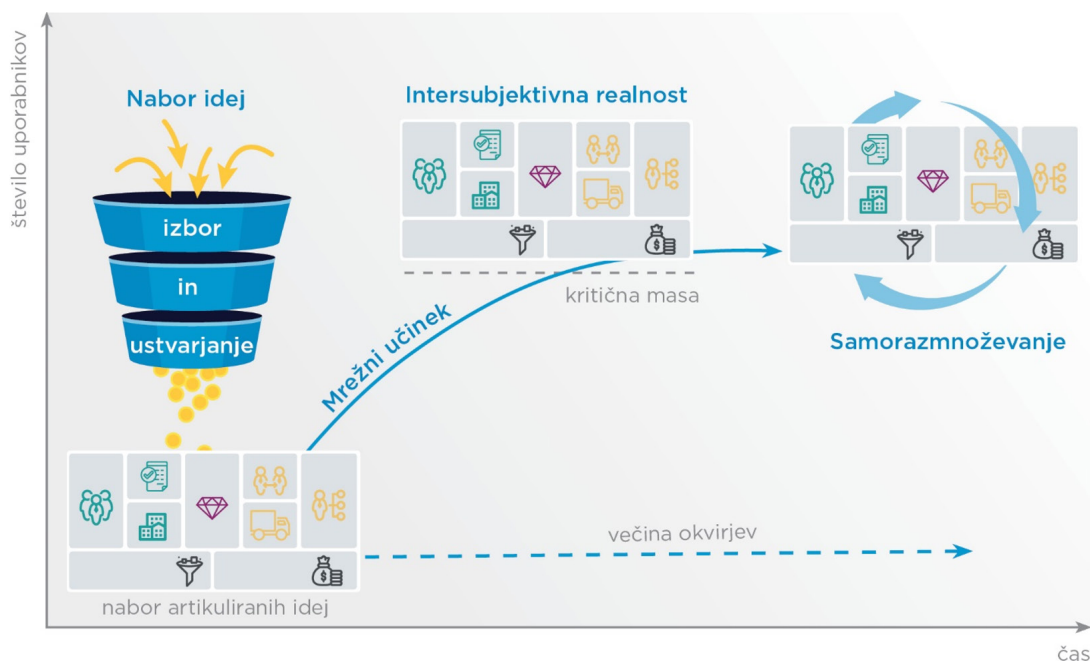 število uporabnikov
Nabor idej
izbor
in
ustvarjanje
Intersubjektivna realnost
kritična masa
Mrežni učinek
Samorazmnoževanje
večina okvirjev
nabor artikuliranih idej
čas